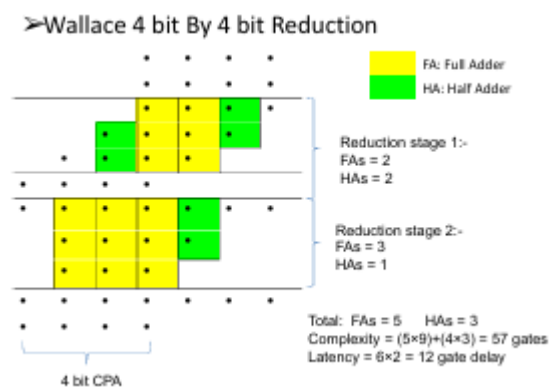 ➢Wallace 4 bit By 4 bit Reduction
FA: Full Adder
HA: Half Adder
Reduction stage 1:-
FAs = 2
HAs = 2
Reduction stage 2:-
FAs = 3
HAs = 1
Total: FAs = 5 HAs = 3
Complexity = (5×9)+(4×3) = 57 gates
Latency = 6×2 = 12 gate delay
4 bit CPA